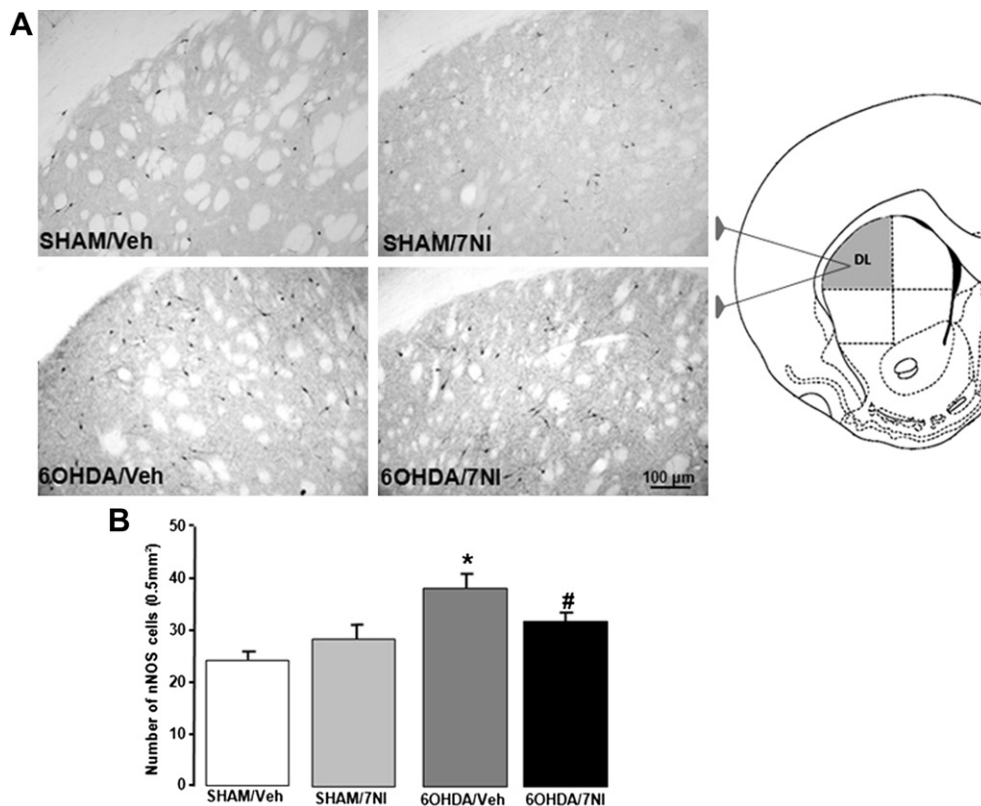 A
SHAM/Veh
SHAM/7NI
6OHDA/Veh
6OHDA/7NI
100 µm
DL
B
Number of nNOS cells (0.5mm²)
50
40
30
20
10
0
*
#
SHAM/Veh
SHAM/7NI
6OHDA/Veh
6OHDA/7NI